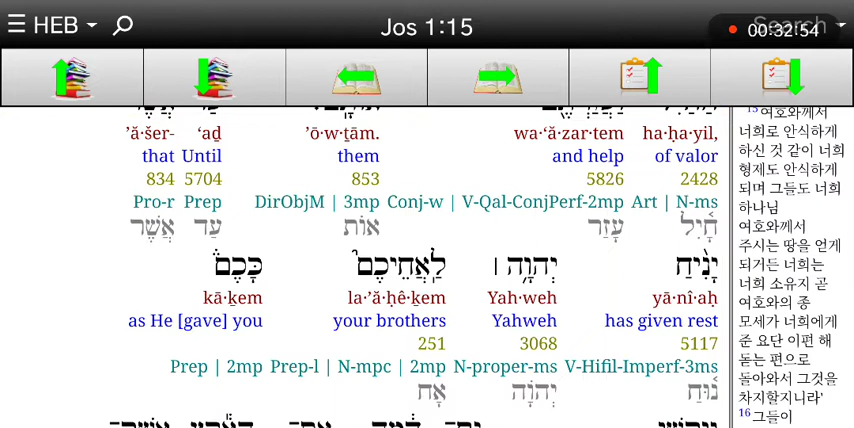 ☰ HEB
Jos 1:15
00:32:54
’ă·šer- ‘aḏ ’ō·w·ṯām. wa·‘ă·zar·tem ha·ḥa·yil,
that Until them and help of valor
834 5704 853 5826 2428
Pro-r Prep DirObjM | 3mp Conj-w | V-Qal-ConjPerf-2mp Art | N-ms
חָ֫יִל עָזַר אוֹת עַד אֲשֶׁר
יָנִ֨יחַ יְהוָ֥ה ׀ לַֽאֲחֵיכֶם֮ כָּכֶם֒
kā·ḵem la·’ă·ḥê·ḵem Yah·weh yā·nî·aḥ
as He [gave] you your brothers Yahweh has given rest
251 3068 5117
Prep | 2mp Prep-l | N-mpc | 2mp N-proper-ms V-Hifil-Imperf-3ms
נ֫וּחַ יְהוָֹה אָח
15 여호와께서
너희로 안식하게
하신 것 같이 너희
형제도 안식하게
되며 그들도 너희
하나님
여호와께서
주시는 땅을 얻게
되거든 너희는
너희 소유지 곧
여호와의 종
모세가 너희에게
준 요단 이편 해
돋는 편으로
돌아와서 그것을
차지할지니라'
16 그들이